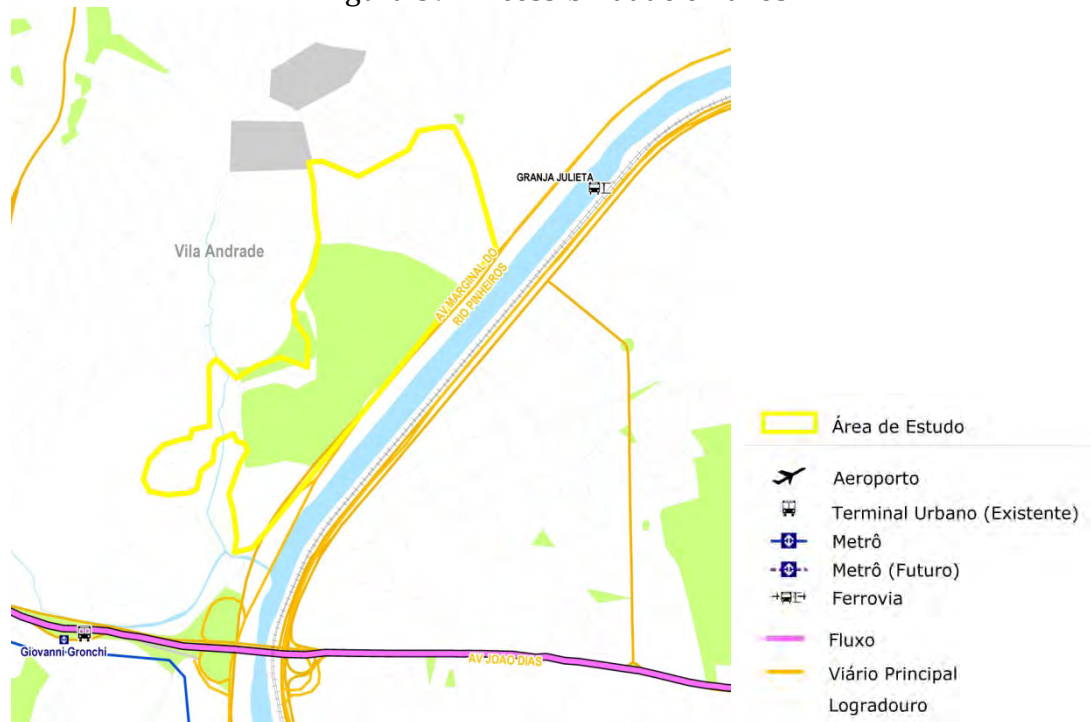 GRANJA JULIETA
Vila Andrade
AV.MARGINAL-DO
RIO PINHEIROS
Giovanni-Gronchi
AV JOAO DIAS
Área de Estudo
Aeroporto
Terminal Urbano (Existente)
Metrô
Metrô (Futuro)
Ferrovia
Fluxo
Viário Principal
Logradouro